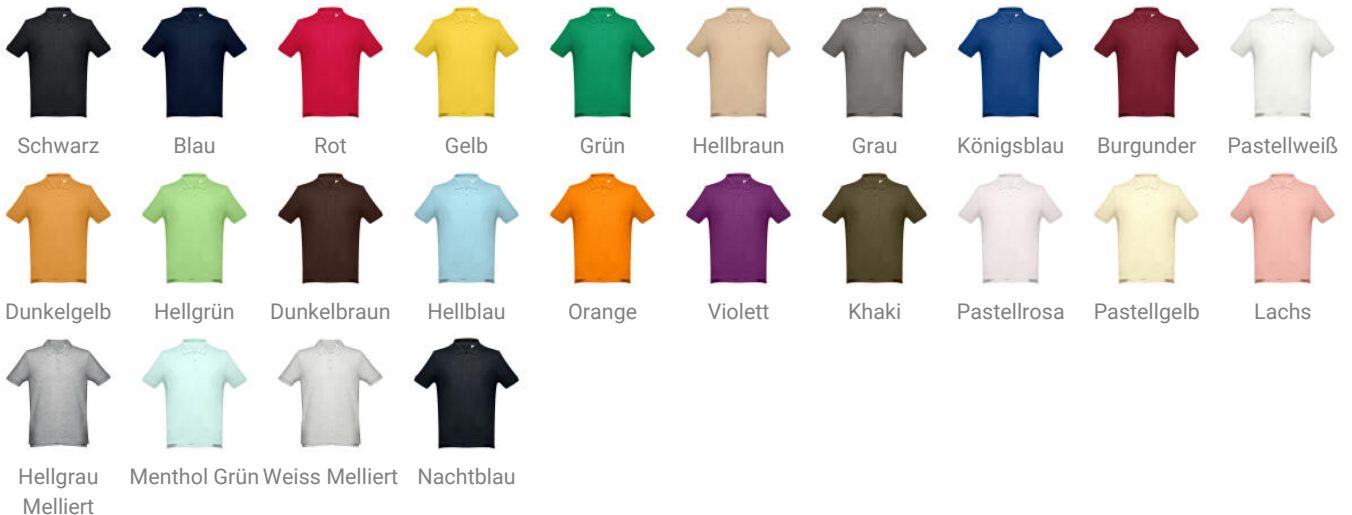 Schwarz
Blau
Rot
Gelb
Grün
Hellbraun
Grau
Königsblau
Burgunder
Pastellweiß
Dunkelgelb
Hellgrün
Dunkelbraun
Hellblau
Orange
Violett
Khaki
Pastellrosa
Pastellgelb
Lachs
Hellgrau
Melliert
Menthol Grün
Weiss Melliert
Nachtblau